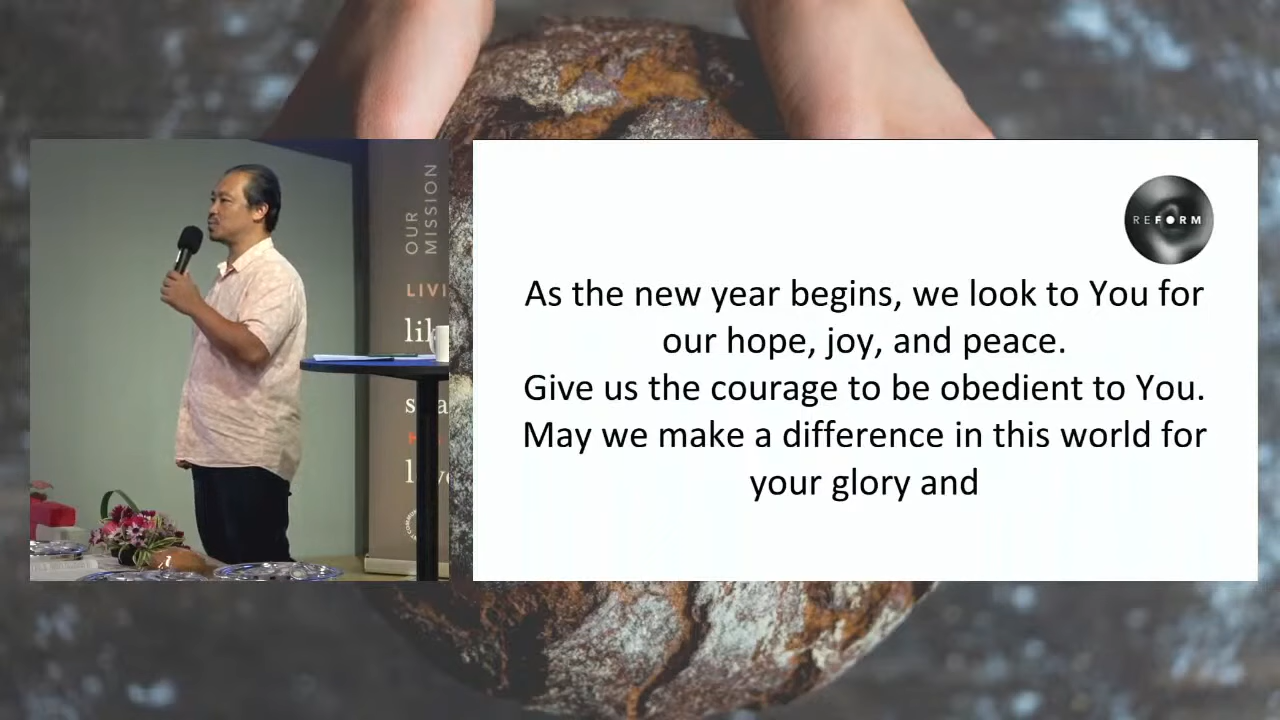 OUR
MISSION
REFORM
As the new year begins, we look to You for
our hope, joy, and peace.
Give us the courage to be obedient to You.
May we make a difference in this world for
your glory and